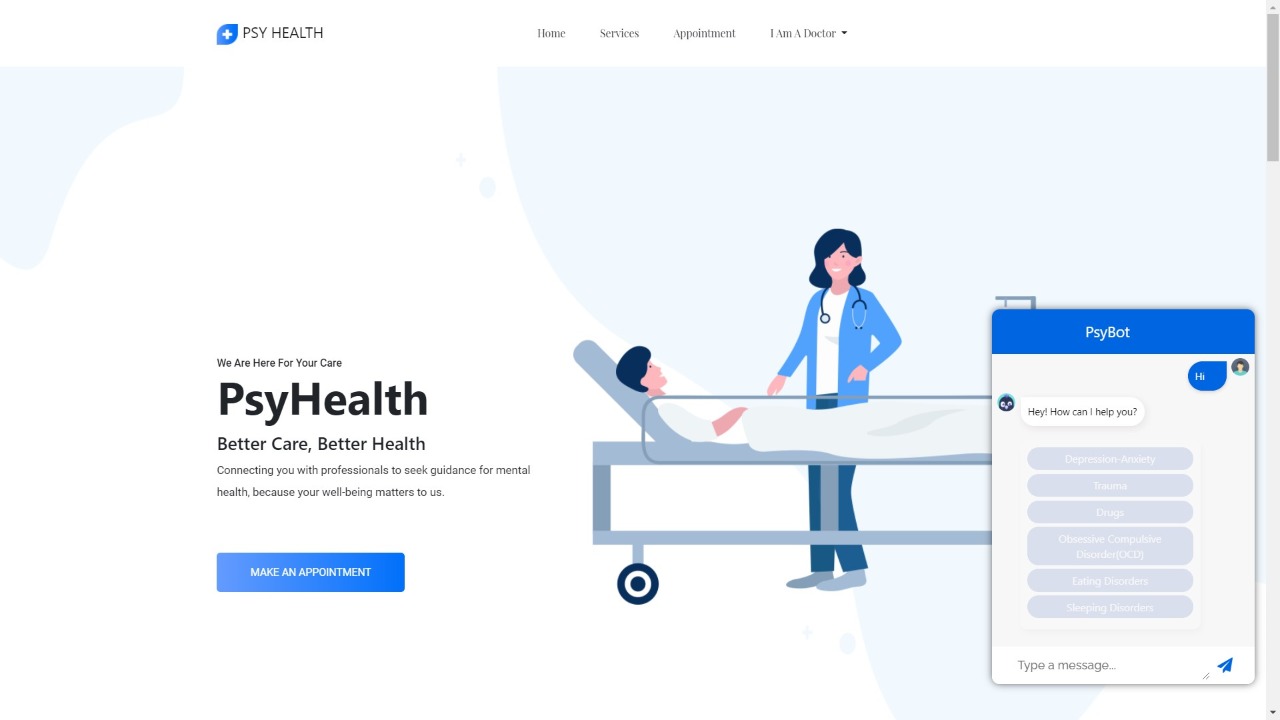 PSY HEALTH
Home
Services
Appointment
I Am A Doctor
We Are Here For Your Care
PsyHealth
Better Care, Better Health
Connecting you with professionals to seek guidance for mental
health, because your well-being matters to us.
MAKE AN APPOINTMENT
PsyBot
Hi
Hey! How can I help you?
Depression-Anxiety
Trauma
Drugs
Obsessive Compulsive
Disorder(OCD)
Eating Disorders
Sleeping Disorders
Type a message...